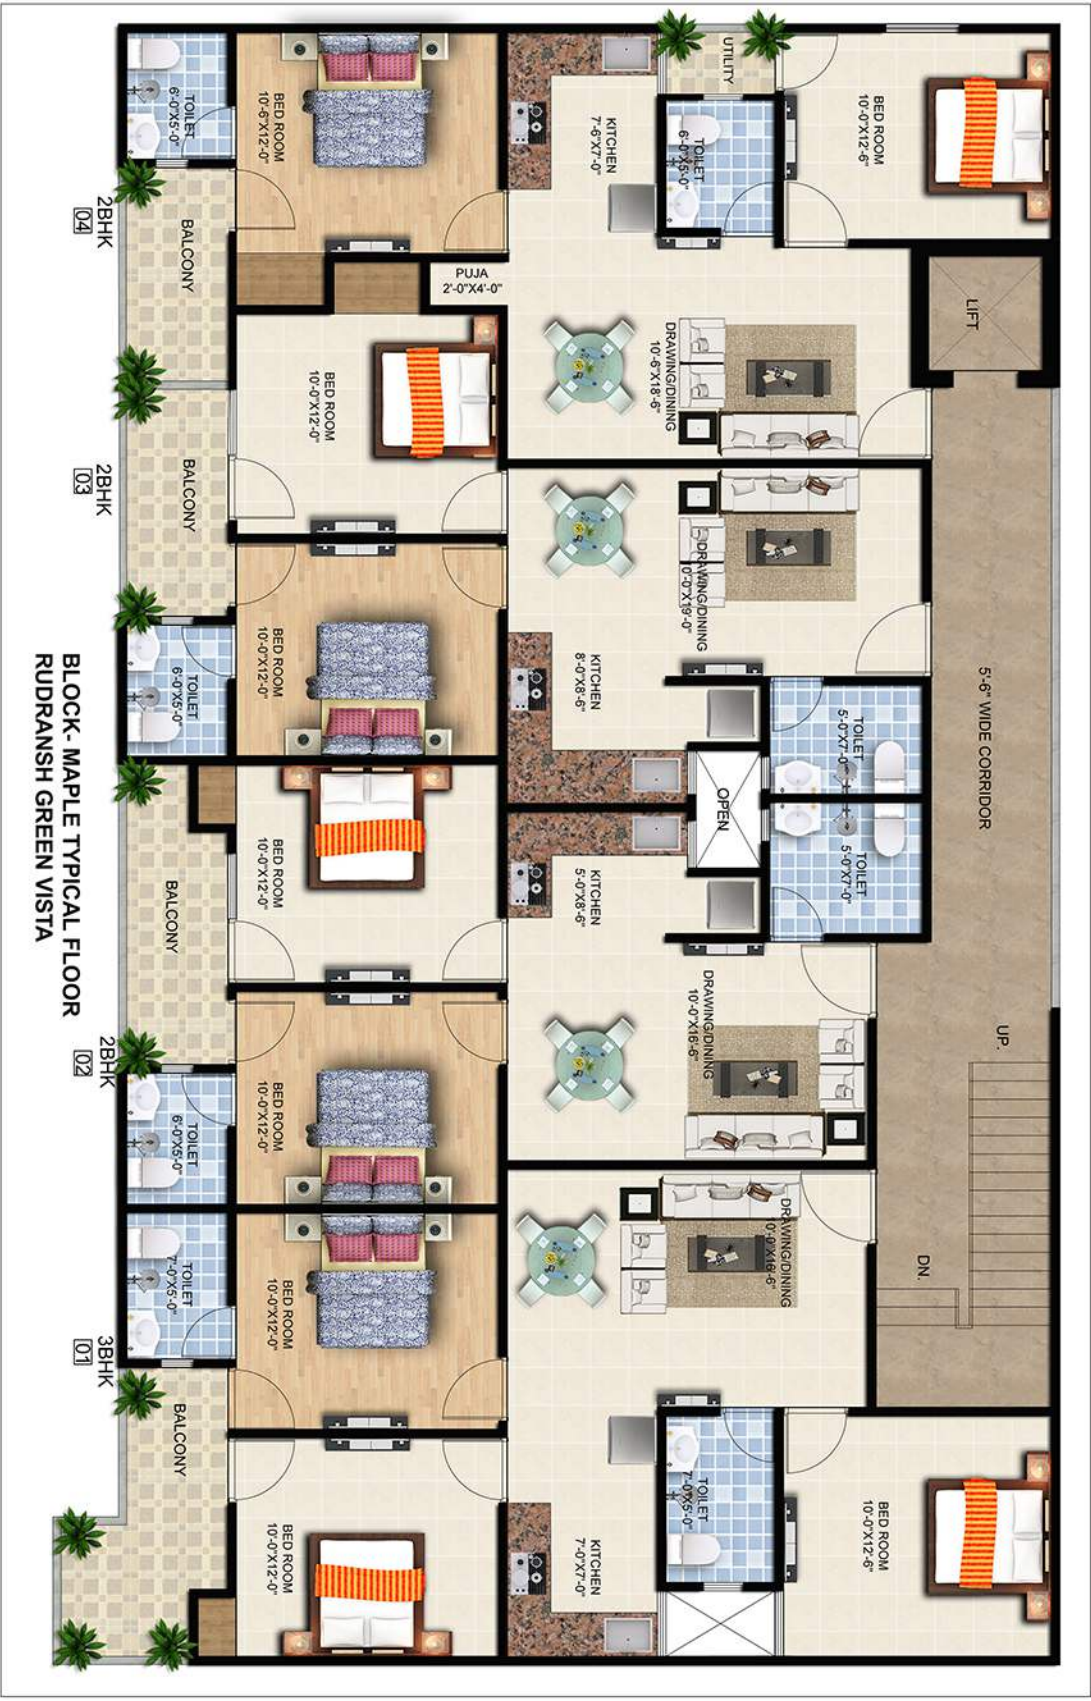 TOILET
6'-0"X5'-0"
BED ROOM
10'-6"X12'-0"
KITCHEN
7'-6"X7'-0"
UTILITY
TOILET
6'-0"X5'-0"
BED ROOM
10'-0"X12'-6"
2BHK
04
BALCONY
PUJA
2'-0"X4'-0"
DRAWING/DINING
10'-6"X18'-6"
LIFT
BED ROOM
10'-0"X12'-0"
2BHK
03
BALCONY
DRAWING/DINING
10'-0"X19'-0"
BED ROOM
10'-0"X12'-0"
TOILET
6'-0"X5'-0"
KITCHEN
8'-0"X8'-6"
TOILET
5'-0"X7'-0"
5'-6" WIDE CORRIDOR
OPEN
TOILET
5'-0"X7'-0"
BED ROOM
10'-0"X12'-0"
KITCHEN
5'-0"X8'-6"
BALCONY
DRAWING/DINING
10'-0"X16'-6"
UP.
2BHK
02
BED ROOM
10'-0"X12'-0"
TOILET
6'-0"X5'-0"
DRAWING/DINING
10'-0"X16'-6"
DN.
TOILET
7'-0"X5'-0"
BED ROOM
10'-0"X12'-0"
3BHK
01
BALCONY
TOILET
7'-0"X5'-0"
BED ROOM
10'-0"X12'-6"
BED ROOM
10'-0"X12'-0"
KITCHEN
7'-0"X7'-0"
BLOCK- MAPLE TYPICAL FLOOR
RUDRANSH GREEN VISTA